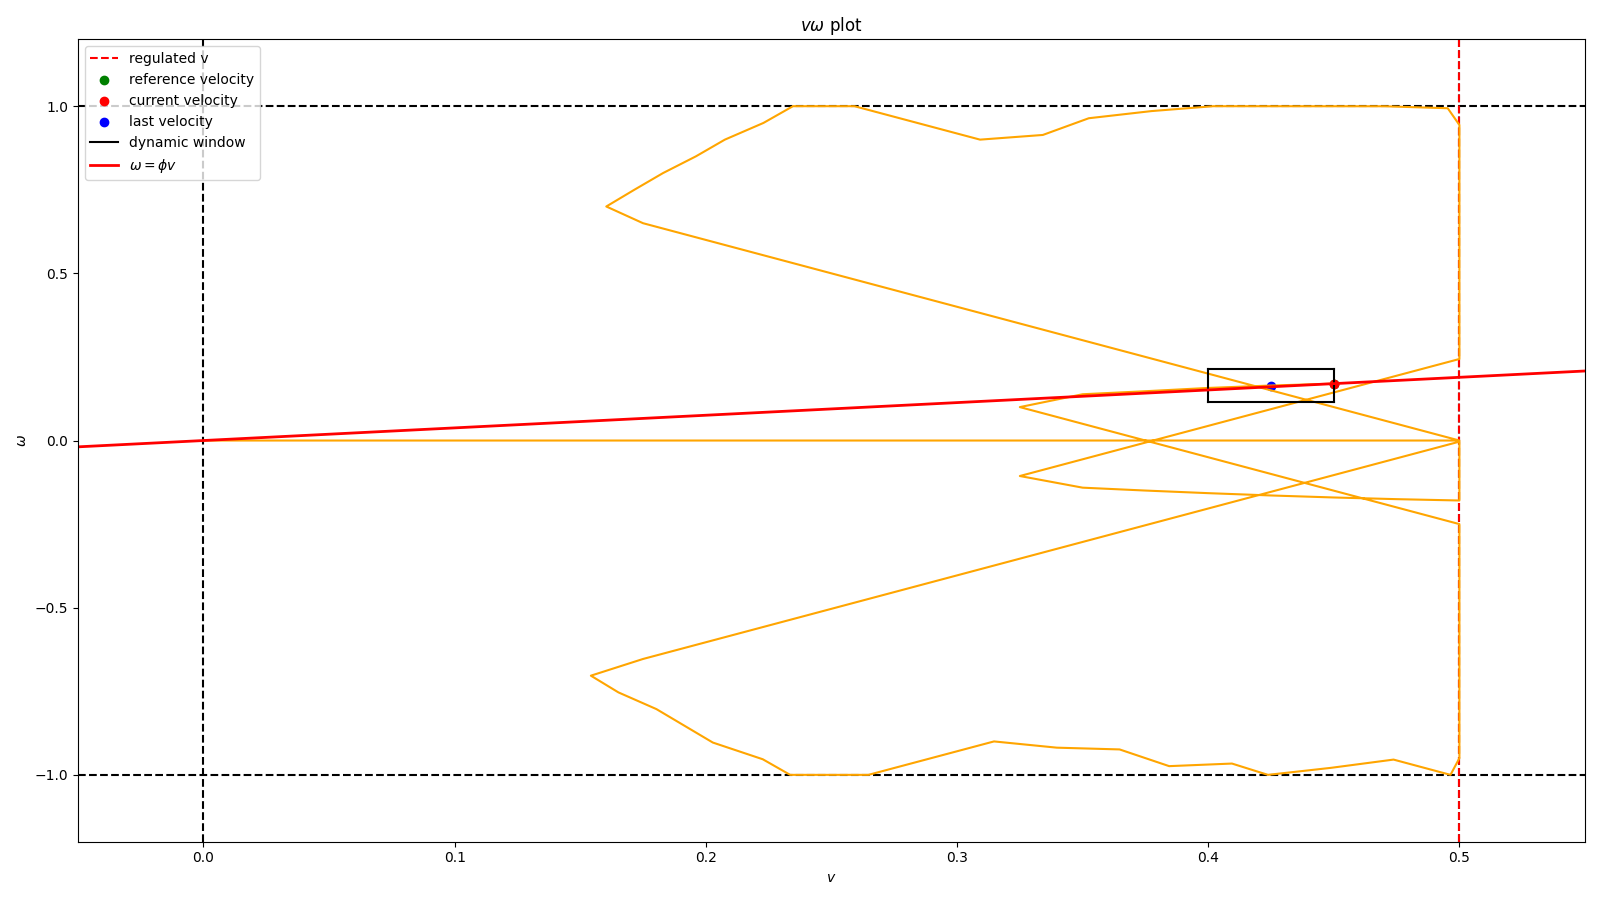 vω plot
regulated v
reference velocity
current velocity
last velocity
dynamic window
ω = ϕv
1.0
0.5
0.0
−0.5
−1.0
ω
0.0 0.1 0.2 0.3 0.4 0.5
v